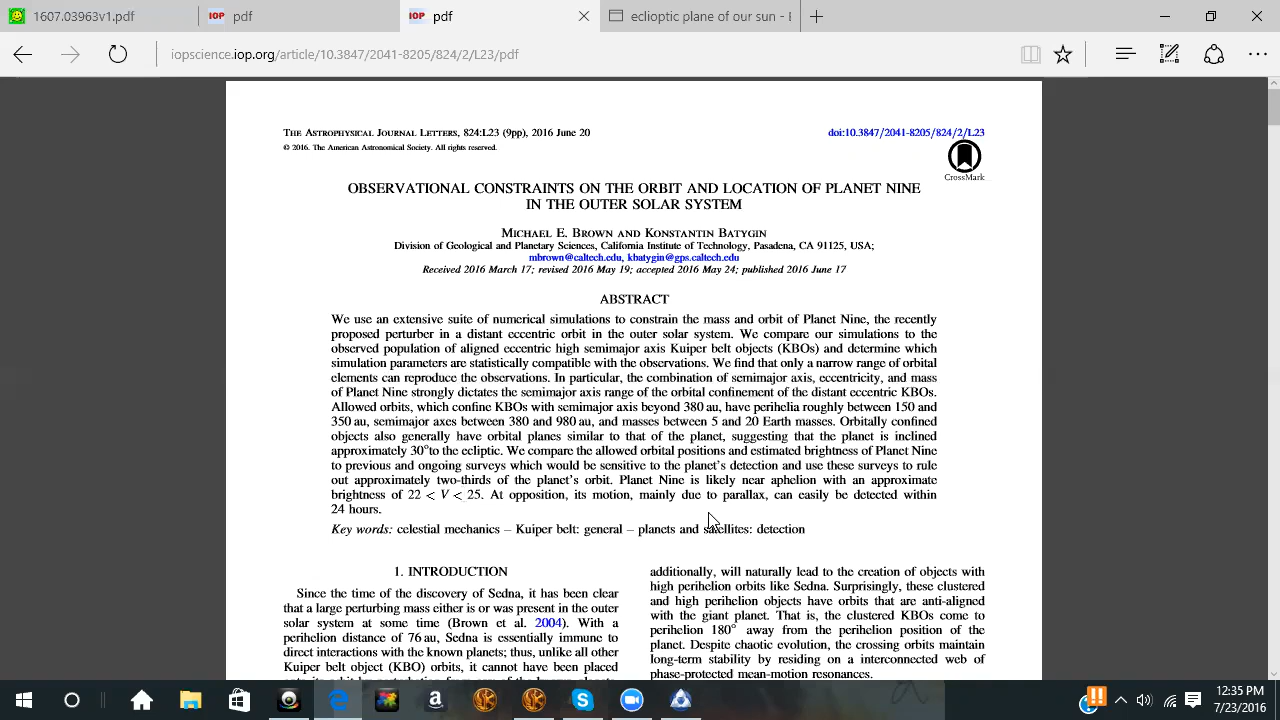 pdf
IOP
10.3996fvpdf
IOP
pdf
iopscience.iop.org/article/10.3847/2041-8205/824/2/L23/pdf
The Astrophysical Journal Letters, 824:L23 (9pp), 2016 June 20
doi:10.3847/2041-8205/824/2/L23
© 2016. The American Astronomical Society. All rights reserved.
CrossMark
OBSERVATIONAL CONSTRAINTS ON THE ORBIT AND LOCATION OF PLANET NINE
IN THE OUTER SOLAR SYSTEM
Michael E. Brown and Konstantin Batygin
Division of Geological and Planetary Sciences, California Institute of Technology, Pasadena, CA 91125, USA;
mbrown@caltech.edu, kbatygin@gps.caltech.edu
Received 2016 March 17; revised 2016 May 19; accepted 2016 May 24; published 2016 June 17
ABSTRACT
We use an extensive suite of numerical simulations to constrain the mass and orbit of Planet Nine, the recently
proposed perturber in a distant eccentric orbit in the outer solar system. We compare our simulations to the
observed population of aligned eccentric high semimajor axis Kuiper belt objects (KBOs) and determine which
simulation parameters are statistically compatible with the observations. We find that only a narrow range of orbital
elements can reproduce the observations. In particular, the combination of semimajor axis, eccentricity, and mass
of Planet Nine strongly dictates the semimajor axis range of the orbital confinement of the distant eccentric KBOs.
Allowed orbits, which confine KBOs with semimajor axis beyond 380 au, have perihelia roughly between 150 and
350 au, semimajor axes between 380 and 980 au, and masses between 5 and 20 Earth masses. Orbitally confined
objects also generally have orbital planes similar to that of the planet, suggesting that the planet is inclined
approximately 30°to the ecliptic. We compare the allowed orbital positions and estimated brightness of Planet Nine
to previous and ongoing surveys which would be sensitive to the planet's detection and use these surveys to rule
out approximately two-thirds of the planet's orbit. Planet Nine is likely near aphelion with an approximate
brightness of 22 < V < 25. At opposition, its motion, mainly due to parallax, can easily be detected within
24 hours.
Key words: celestial mechanics – Kuiper belt: general – planets and satellites: detection
1. INTRODUCTION
Since the time of the discovery of Sedna, it has been clear
that a large perturbing mass either is or was present in the outer
solar system at some time (Brown et al. 2004). With a
perihelion distance of 76 au, Sedna is essentially immune to
direct interactions with the known planets; thus, unlike all other
Kuiper belt object (KBO) orbits, it cannot have been placed
additionally, will naturally lead to the creation of objects with
high perihelion orbits like Sedna. Surprisingly, these clustered
and high perihelion objects have orbits that are anti-aligned
with the giant planet. That is, the clustered KBOs come to
perihelion 180° away from the perihelion position of the
planet. Despite chaotic evolution, the crossing orbits maintain
long-term stability by residing on a interconnected web of
phase-protected mean-motion resonances.
12:35 PM
7/23/2016